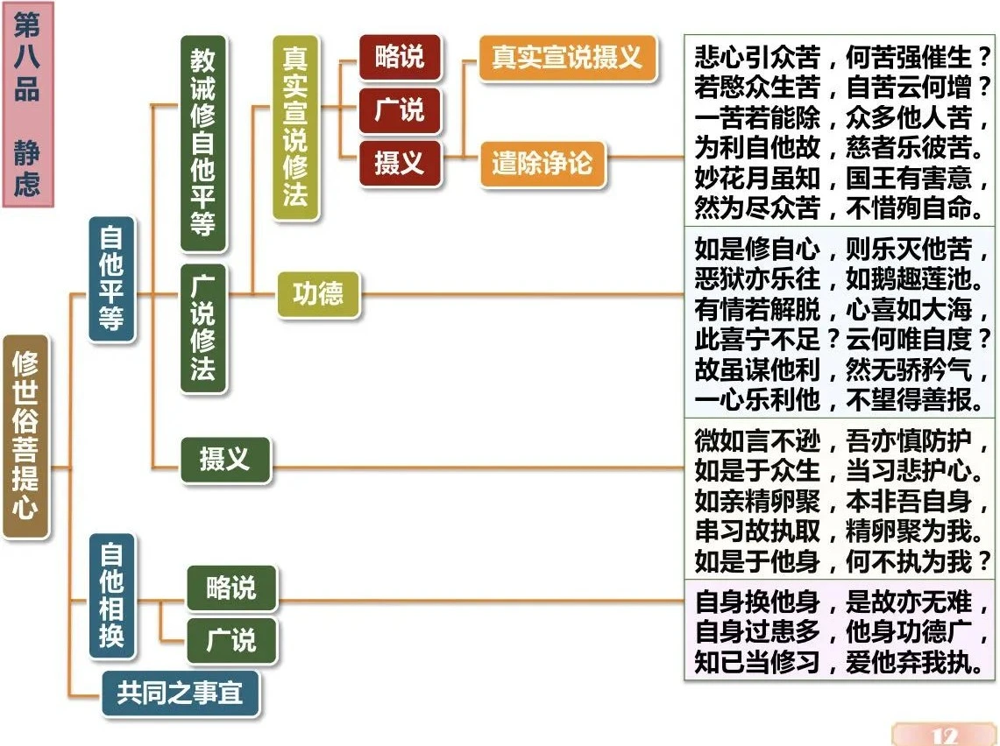 第八品 静虑
修世俗菩提心
自他平等
教诫修自他平等
广说修法
真实宣说修法
略说
广说
摄义
真实宣说摄义
遣除诤论
功德
摄义
自他相换
略说
广说
共同之事宜
悲心引众苦，何苦强催生？
若愍众生苦，自苦云何增？
一苦若能除，众多他人苦，
为利自他故，慈者乐彼苦。
妙花月虽知，国王有害意，
然为尽众苦，不惜殉自命。
如是修自心，则乐灭他苦，
恶狱亦乐往，如鹅趣莲池。
有情若解脱，心喜如大海，
此喜宁不足？云何唯自度？
故虽谋他利，然无骄矜气，
一心乐利他，不望得善报。
微如言不逊，吾亦慎防护，
如是于众生，当习悲护心。
如亲精卵聚，本非吾自身，
串习故执取，精卵聚为我。
如是于他身，何不执为我？
自身换他身，是故亦无难，
自身过患多，他身功德广，
知已当修习，爱他弃我执。
12